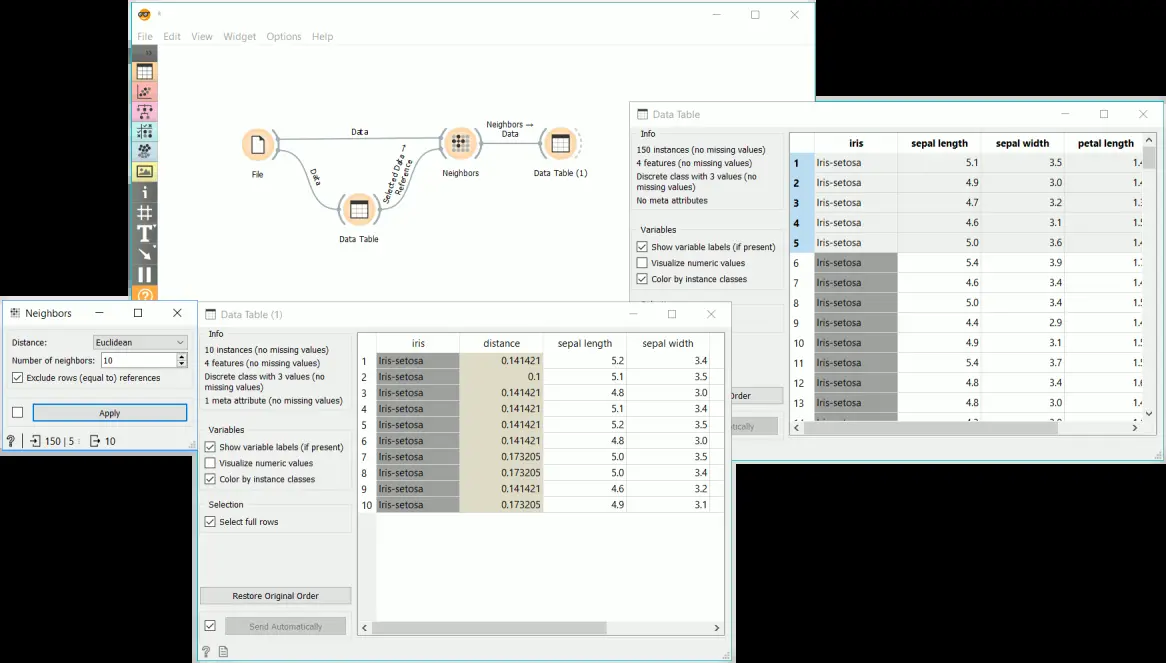 File Edit View Widget Options Help
Data
Neighbors →
Data
Data
Selected Data →
Reference
File
Neighbors
Data Table (1)
Data Table
Data Table
Info
150 instances (no missing values)
4 features (no missing values)
Discrete class with 3 values (no
missing values)
No meta attributes
Variables
Show variable labels (if present)
Visualize numeric values
Color by instance classes
iris sepal length sepal width petal length
1 Iris-setosa 5.1 3.5
2 Iris-setosa 4.9 3.0
3 Iris-setosa 4.7 3.2
4 Iris-setosa 4.6 3.1
5 Iris-setosa 5.0 3.6
6 Iris-setosa 5.4 3.9
7 Iris-setosa 4.6 3.4
8 Iris-setosa 5.0 3.4
9 Iris-setosa 4.4 2.9
10 Iris-setosa 4.9 3.1
11 Iris-setosa 5.4 3.7
12 Iris-setosa 4.8 3.4
13 Iris-setosa 4.8 3.0
Order
Neighbors
Distance: Euclidean
Number of neighbors: 10
Exclude rows (equal to) references
Apply
? 150 | 5 10
Data Table (1)
Info
10 instances (no missing values)
4 features (no missing values)
Discrete class with 3 values (no
missing values)
1 meta attribute (no missing values)
Variables
Show variable labels (if present)
Visualize numeric values
Color by instance classes
Selection
Select full rows
Restore Original Order
Send Automatically
?
iris distance sepal length sepal width
1 Iris-setosa 0.141421 5.2 3.4
2 Iris-setosa 0.1 5.1 3.5
3 Iris-setosa 0.141421 4.8 3.0
4 Iris-setosa 0.141421 5.1 3.4
5 Iris-setosa 0.141421 5.2 3.5
6 Iris-setosa 0.141421 4.8 3.0
7 Iris-setosa 0.173205 5.0 3.5
8 Iris-setosa 0.173205 5.0 3.4
9 Iris-setosa 0.141421 4.6 3.2
10 Iris-setosa 0.173205 4.9 3.1